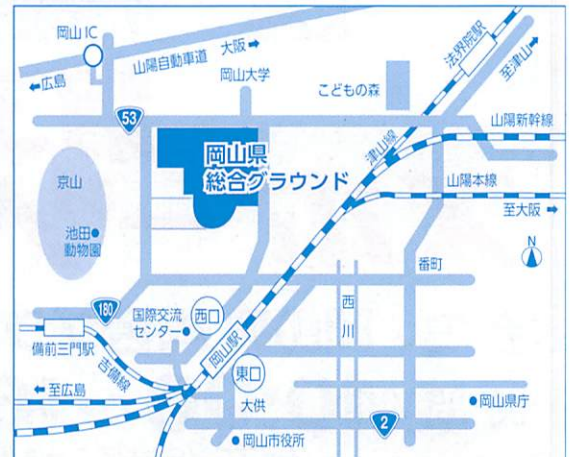 岡山IC
大阪➡
山陽自動車道
⬅広島
岡山大学
こどもの森
法界院駅
至津山➡
53
山陽新幹線
岡山県
総合グラウンド
津山線
山陽本線
至大阪➡
京山
池田
動物園
N
番町
180
国際交流
センター
西口
西川
岡山駅
備前三門駅
吉備線
東口
⬅至広島
大供
2
岡山県庁
岡山市役所